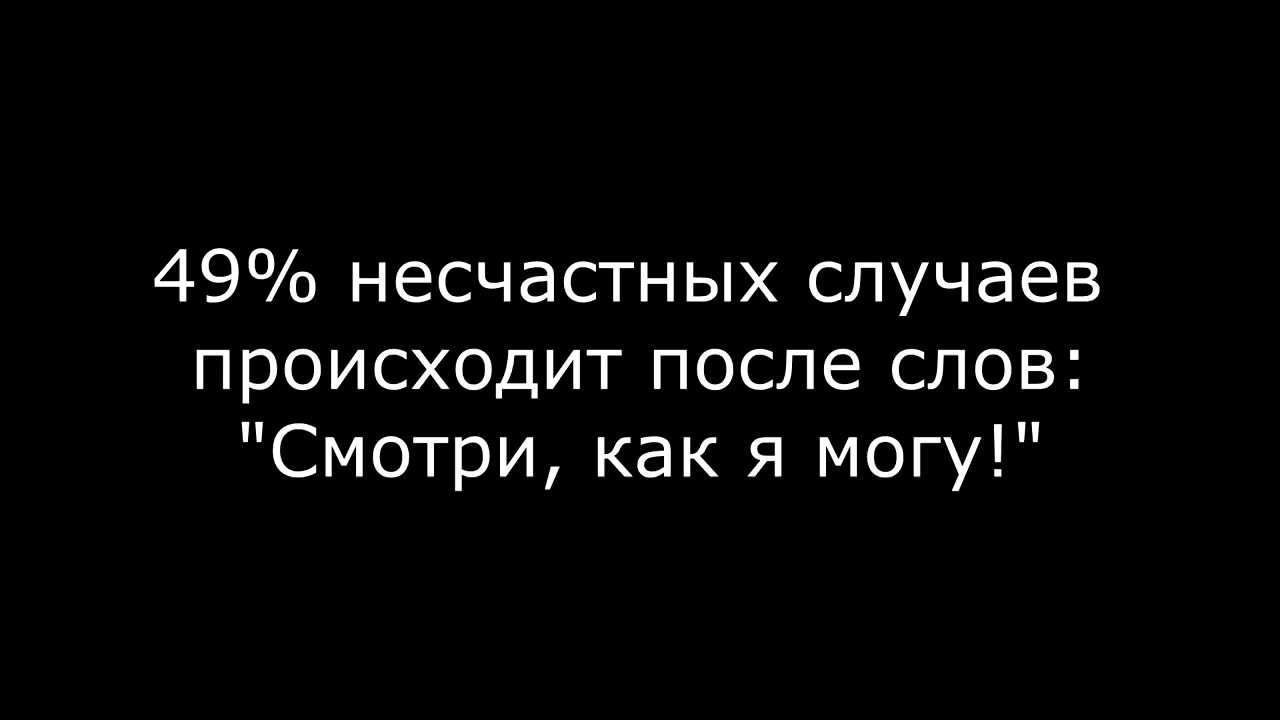 49% несчастных случаев
происходит после слов:
"Смотри, как я могу!"